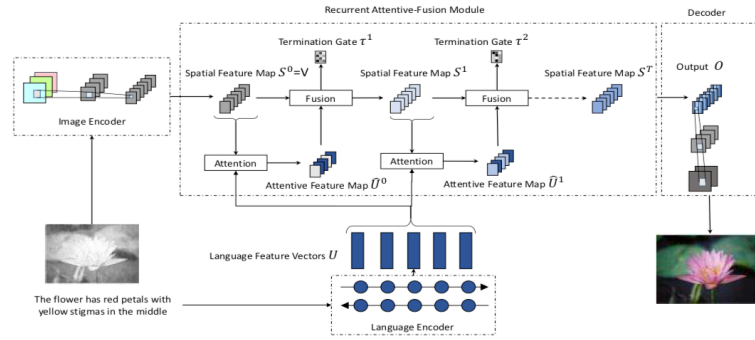 Recurrent Attentive-Fusion Module
Decoder
Termination Gate τ¹
Termination Gate τ²
Spatial Feature Map S⁰=V
Spatial Feature Map S¹
Spatial Feature Map Sᵀ
Output O
Fusion
Fusion
Image Encoder
Attention
Attention
Attentive Feature Map Û⁰
Attentive Feature Map Û¹
Language Feature Vectors U
The flower has red petals with
yellow stigmas in the middle
Language Encoder